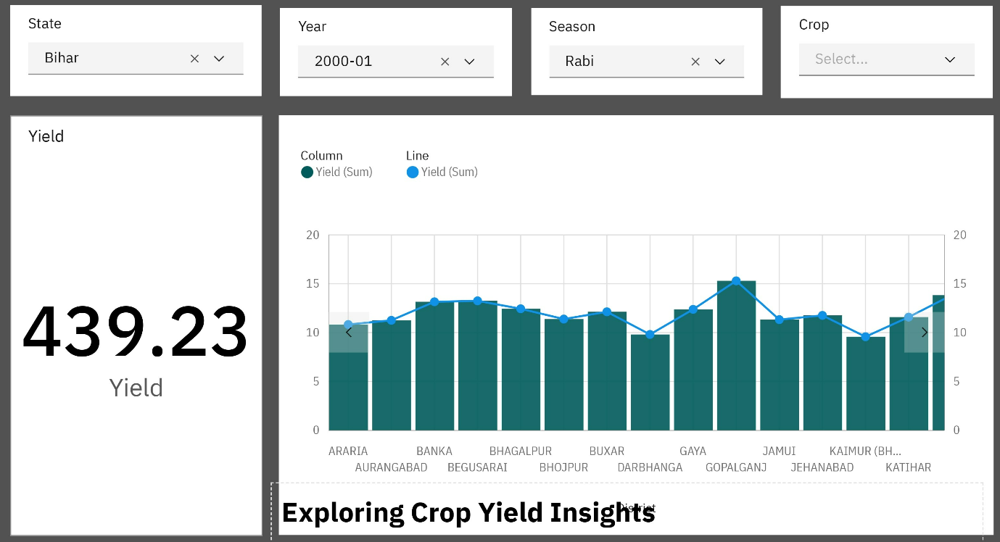 State
Bihar
Year
2000-01
Season
Rabi
Crop
Select...
Yield
439.23
Yield
Column
Yield (Sum)
Line
Yield (Sum)
20
15
10
5
0
20
15
10
5
0
ARARIA
AURANGABAD
BANKA
BEGUSARAI
BHAGALPUR
BHOJPUR
BUXAR
DARBHANGA
GAYA
GOPALGANJ
JAMUI
JEHANABAD
KAIMUR (BH...
KATIHAR
District
Exploring Crop Yield Insights